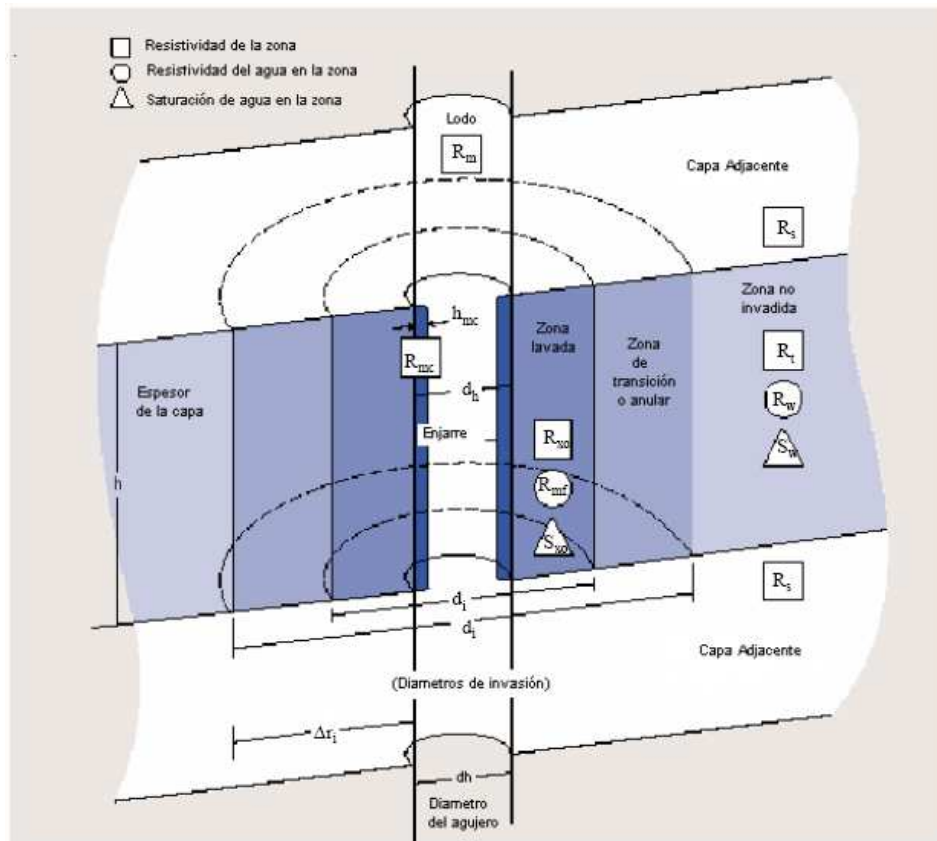 Resistividad de la zona
Resistividad del agua en la zona
Saturación de agua en la zona
Lodo
Rm
Capa Adyacente
Rs
hmc
Rmc
dh
Enjarre
Espesor
de la capa
h
Zona
lavada
Rxo
Rmf
Sxo
Zona
de
transición
o anular
Zona no
invadida
Rt
Rw
Sw
di
di
Rs
Capa Adyacente
(Diametros de invasión)
Δri
dh
Diametro
del agujero